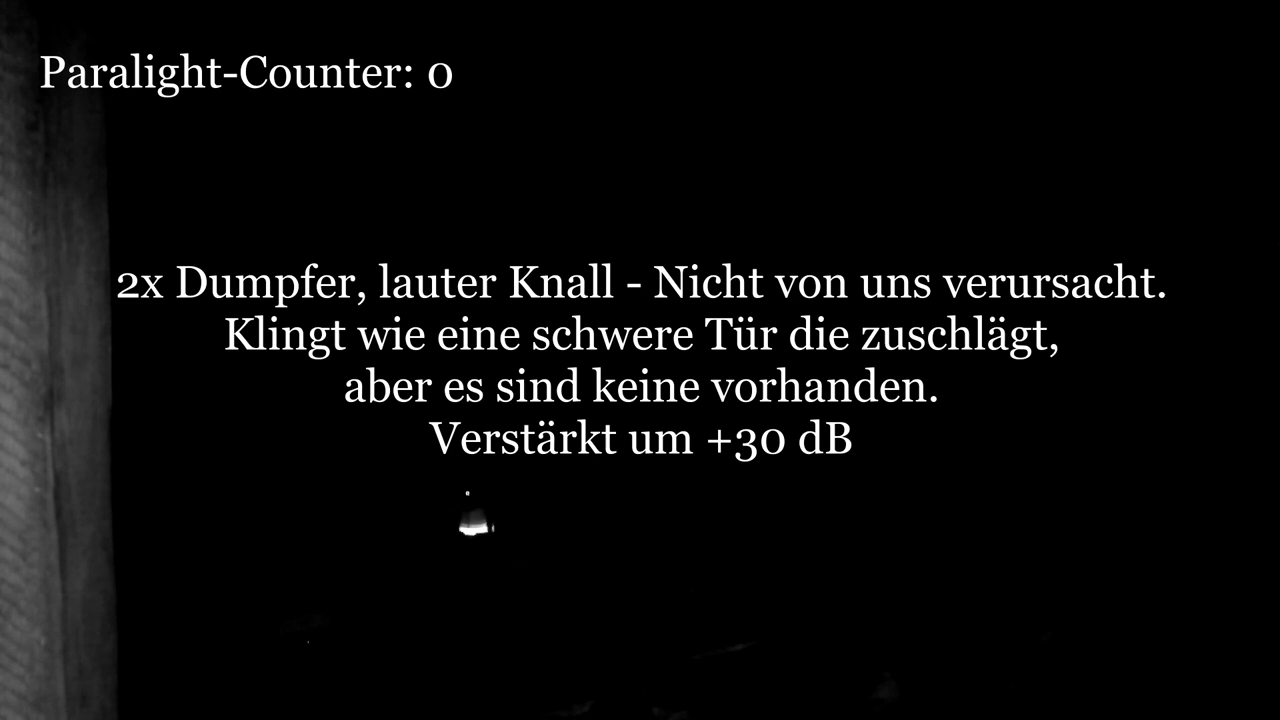 Paralight-Counter: 0
2x Dumpfer, lauter Knall - Nicht von uns verursacht.
Klingt wie eine schwere Tür die zuschlägt,
aber es sind keine vorhanden.
Verstärkt um +30 dB